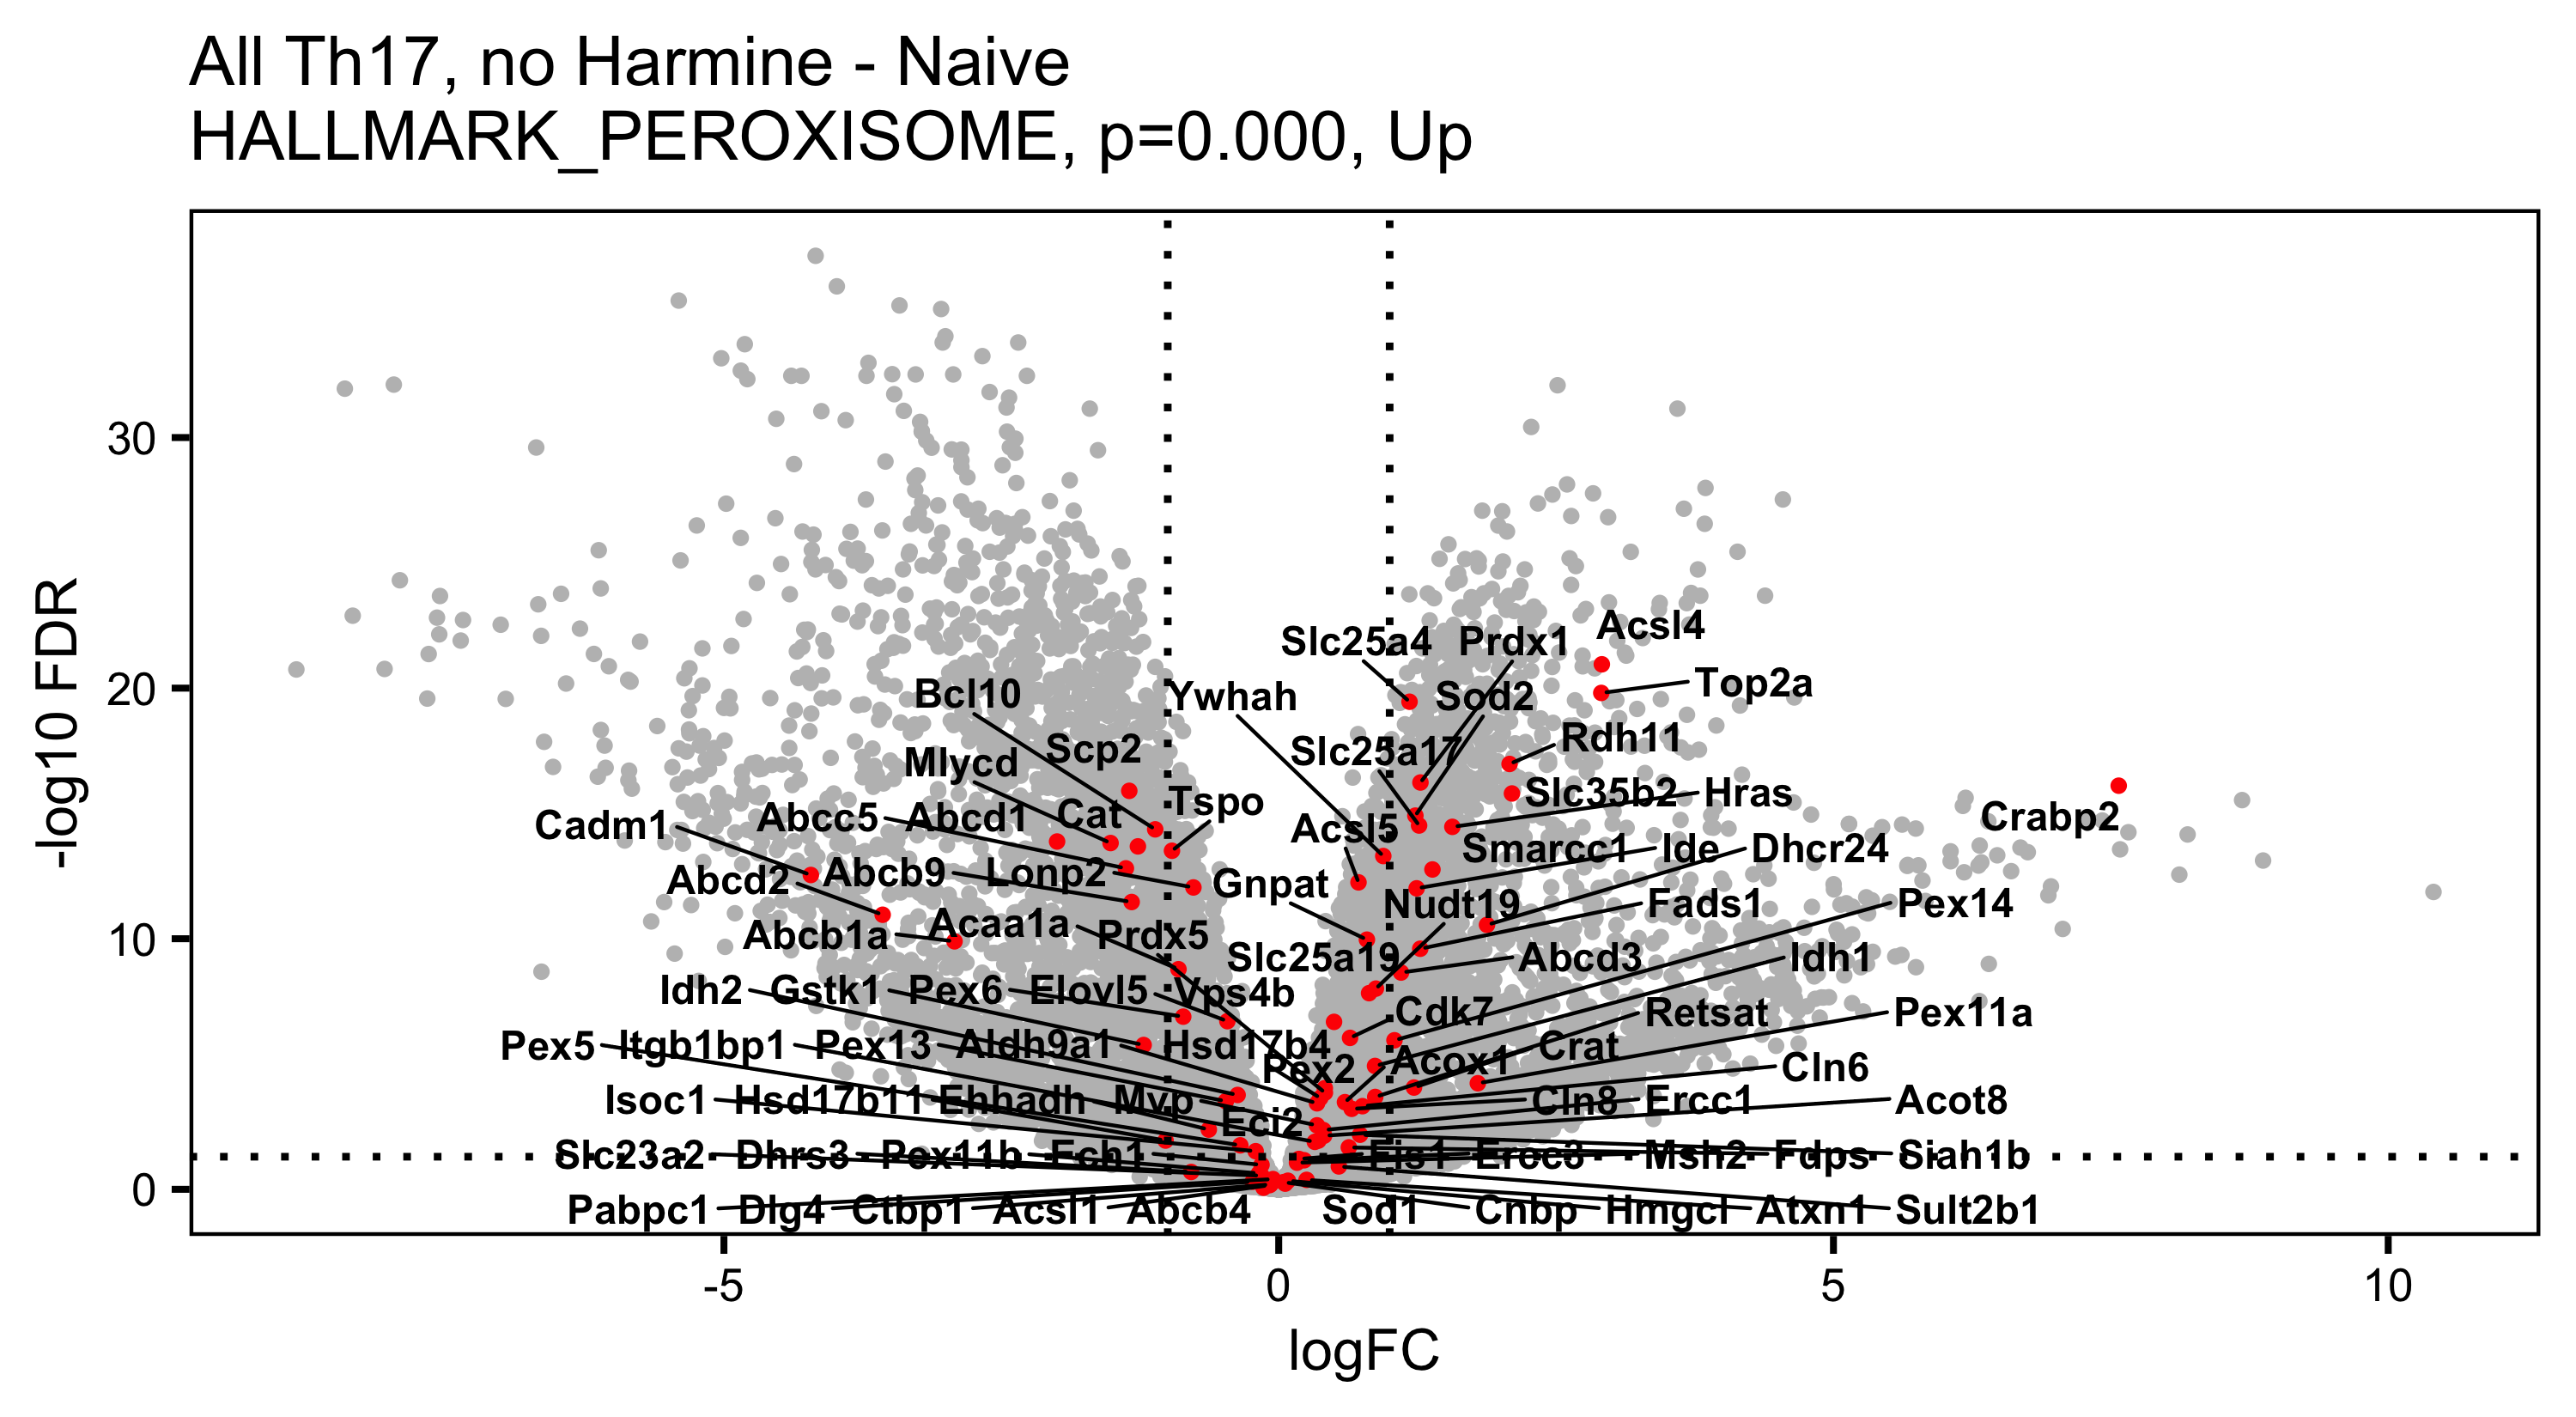 All Th17, no Harmine - Naive
HALLMARK_PEROXISOME, p=0.000, Up
-log10 FDR
30
20
10
0
Slc25a4 Prdx1 Acsl4
Bcl10 Ywhah Sod2 Top2a
Mlycd Scp2 Slc25a17 Rdh11
Cadm1 Abcc5 Abcd1 Cat Tspo Acsl5 Slc35b2 Hras Crabp2
Abcd2 Abcb9 Lonp2 Gnpat Smarcc1 Ide Dhcr24
Abcb1a Acaa1a Prdx5 Slc25a19 Nudt19 Fads1 Pex14
Idh2 Gstk1 Pex6 Elovl5 Vps4b Abcd3 Idh1
Pex5 Itgb1bp1 Pex13 Aldh9a1 Hsd17b4 Cdk7 Retsat Pex11a
Pex2 Acox1 Crat Cln6
Isoc1 Hsd17b11 Ehhadh Mvp Eci2 Cln8 Ercc1 Acot8
Slc23a2 Dhrs3 Pex11b Ech1 Fis1 Ercc3 Msh2 Fdps Siah1b
Pabpc1 Dlg4 Ctbp1 Acsl1 Abcb4 Sod1 Cnbp Hmgcl Atxn1 Sult2b1
-5 0 5 10
logFC